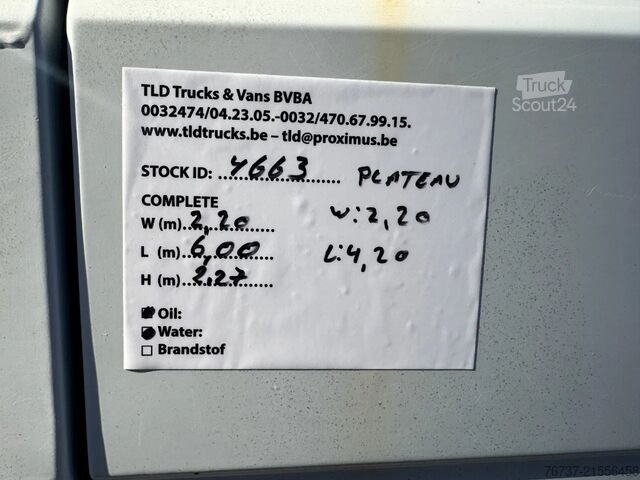 TLD Trucks & Vans BVBA
0032474/04.23.05.-0032/470.67.99.15.
www.tldtrucks.be – tld@proximus.be
STOCK ID: ...4663...... PLATEAU
COMPLETE
W (m)..2,20.... W:2,20
L (m)...6,00... L:4,20
H (m)...2,27....
Oil:
Water:
Brandstof
Truck
Scout24
76737-21556458